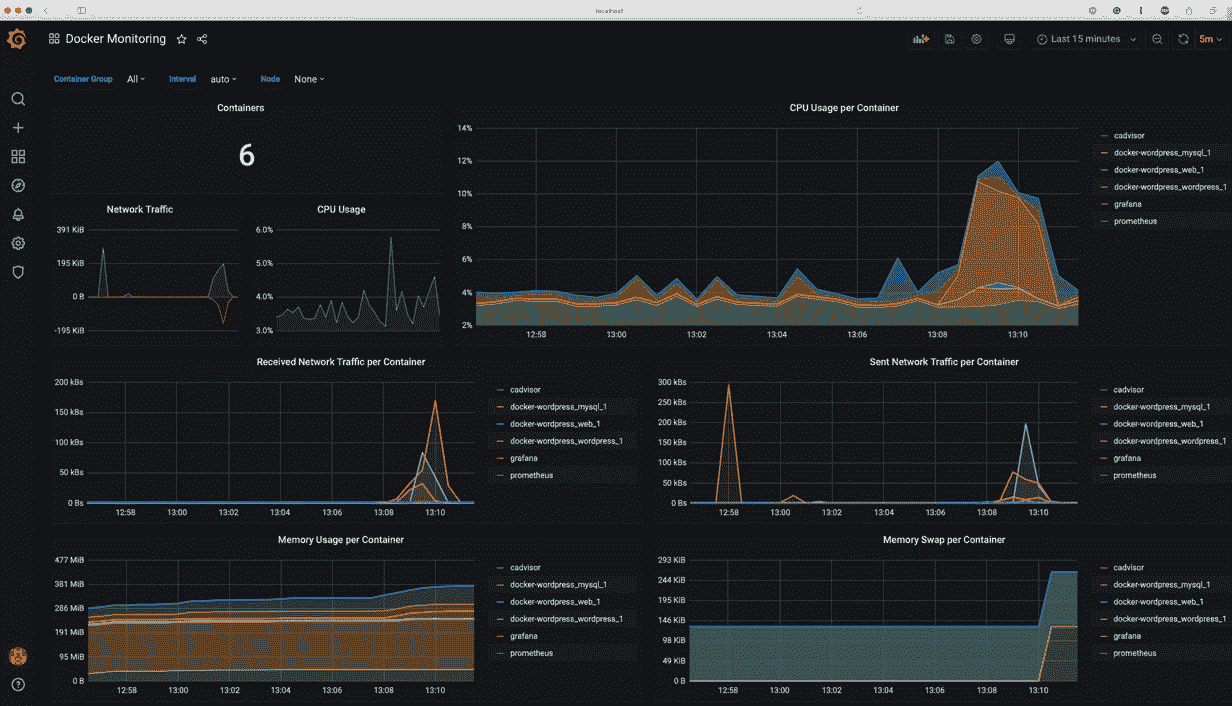 localhost
Docker Monitoring
Last 15 minutes
5m
Container Group All Interval auto Node None
Containers
6
Network Traffic
391 KiB
195 KiB
0 B
-195 KiB
CPU Usage
6.0%
5.0%
4.0%
3.0%
CPU Usage per Container
14%
12%
10%
8%
6%
4%
2%
12:58 13:00 13:02 13:04 13:06 13:08 13:10
cadvisor
docker-wordpress_mysql_1
docker-wordpress_web_1
docker-wordpress_wordpress_1
grafana
prometheus
Received Network Traffic per Container
200 kBs
150 kBs
100 kBs
50 kBs
0 Bs
12:58 13:00 13:02 13:04 13:06 13:08 13:10
cadvisor
docker-wordpress_mysql_1
docker-wordpress_web_1
docker-wordpress_wordpress_1
grafana
prometheus
Sent Network Traffic per Container
300 kBs
250 kBs
200 kBs
150 kBs
100 kBs
50 kBs
0 Bs
12:58 13:00 13:02 13:04 13:06 13:08 13:10
cadvisor
docker-wordpress_mysql_1
docker-wordpress_web_1
docker-wordpress_wordpress_1
grafana
prometheus
Memory Usage per Container
477 MiB
381 MiB
286 MiB
191 MiB
95 MiB
0 B
12:58 13:00 13:02 13:04 13:06 13:08 13:10
cadvisor
docker-wordpress_mysql_1
docker-wordpress_web_1
docker-wordpress_wordpress_1
grafana
prometheus
Memory Swap per Container
293 KiB
244 KiB
195 KiB
146 KiB
98 KiB
49 KiB
0 B
12:58 13:00 13:02 13:04 13:06 13:08 13:10
cadvisor
docker-wordpress_mysql_1
docker-wordpress_web_1
docker-wordpress_wordpress_1
grafana
prometheus